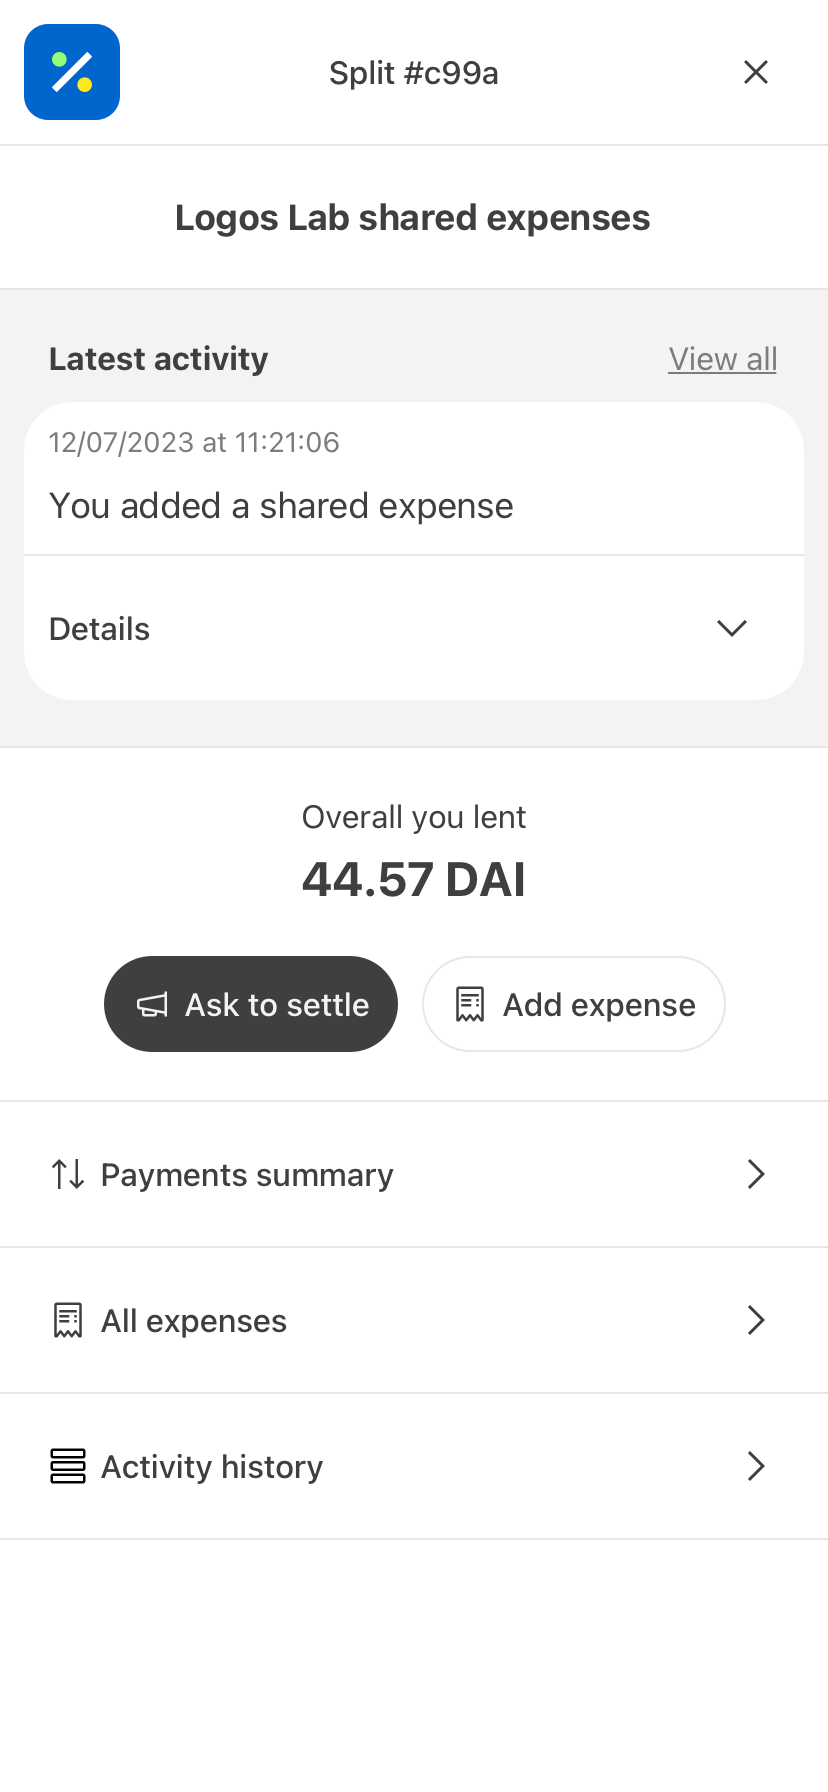 Split #c99a
Logos Lab shared expenses
Latest activity
View all
12/07/2023 at 11:21:06
You added a shared expense
Details
Overall you lent
44.57 DAI
Ask to settle
Add expense
Payments summary
All expenses
Activity history